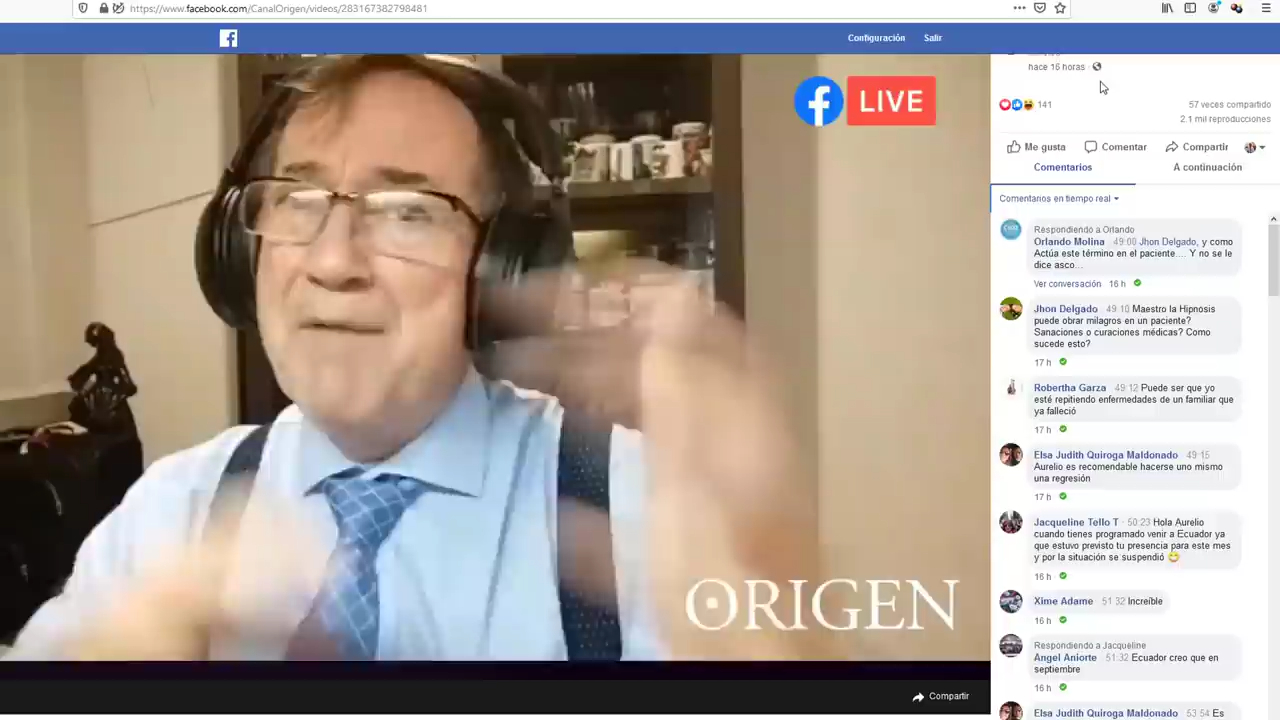 https://www.facebook.com/CanalOrigen/videos/283167382798481
Configuración
Salir
LIVE
ORIGEN
Compartir
hace 16 horas
141
57 veces compartido
2.1 mil reproducciones
Me gusta
Comentar
Compartir
Comentarios
A continuación
Comentarios en tiempo real
Respondiendo a Orlando
Orlando Molina 49:00 Jhon Delgado, y como
Actúa este término en el paciente.... Y no se le
dice asco...
Ver conversación 16 h
Jhon Delgado 49:10 Maestro la Hipnosis
puede obrar milagros en un paciente?
Sanaciones o curaciones médicas? Como
sucede esto?
17 h
Robertha Garza 49:12 Puede ser que yo
esté repitiendo enfermedades de un familiar que
ya falleció
17 h
Elsa Judith Quiroga Maldonado 49:15
Aurelio es recomendable hacerse uno mismo
una regresión
17 h
Jacqueline Tello T · 50:23 Hola Aurelio
cuando tienes programado venir a Ecuador ya
que estuvo previsto tu presencia para este mes
y por la situación se suspendió
16 h
Xime Adame 51:32 Increíble
16 h
Respondiendo a Jacqueline
Angel Aniorte 51:32 Ecuador creo que en
septiembre
16 h
Elsa Judith Quiroga Maldonado 53:54 Es